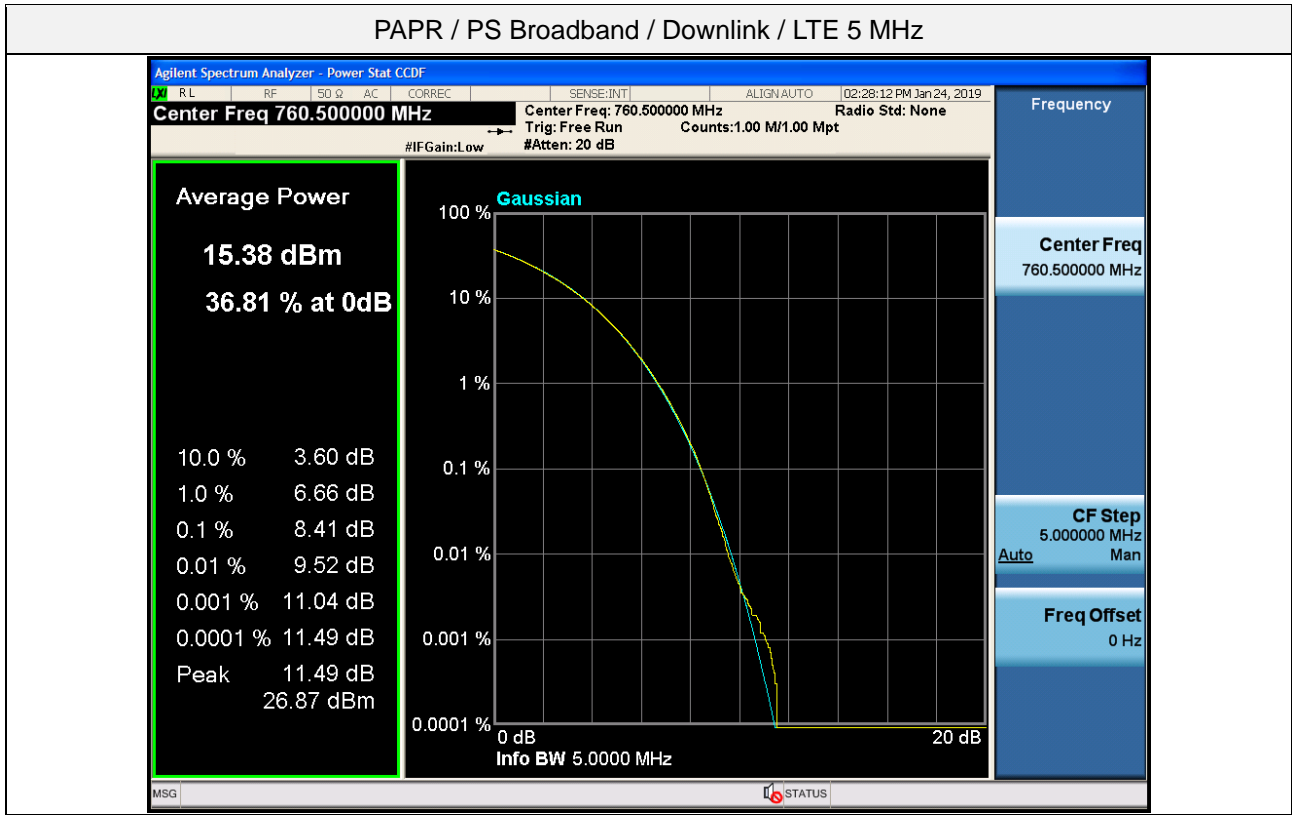 PAPR / PS Broadband / Downlink / LTE 5 MHz
Agilent Spectrum Analyzer - Power Stat CCDF
LXI RL RF 50 Ω AC CORREC SENSE:INT ALIGNAUTO 02:28:12 PM Jan 24, 2019
Center Freq 760.500000 MHz
Center Freq: 760.500000 MHz Radio Std: None
Trig: Free Run Counts:1.00 M/1.00 Mpt
#IFGain:Low #Atten: 20 dB
Frequency
Average Power
15.38 dBm
36.81 % at 0dB
10.0 % 3.60 dB
1.0 % 6.66 dB
0.1 % 8.41 dB
0.01 % 9.52 dB
0.001 % 11.04 dB
0.0001 % 11.49 dB
Peak 11.49 dB
26.87 dBm
Gaussian
100 %
10 %
1 %
0.1 %
0.01 %
0.001 %
0.0001 %
0 dB 20 dB
Info BW 5.0000 MHz
Center Freq
760.500000 MHz
CF Step
5.000000 MHz
Auto Man
Freq Offset
0 Hz
MSG STATUS